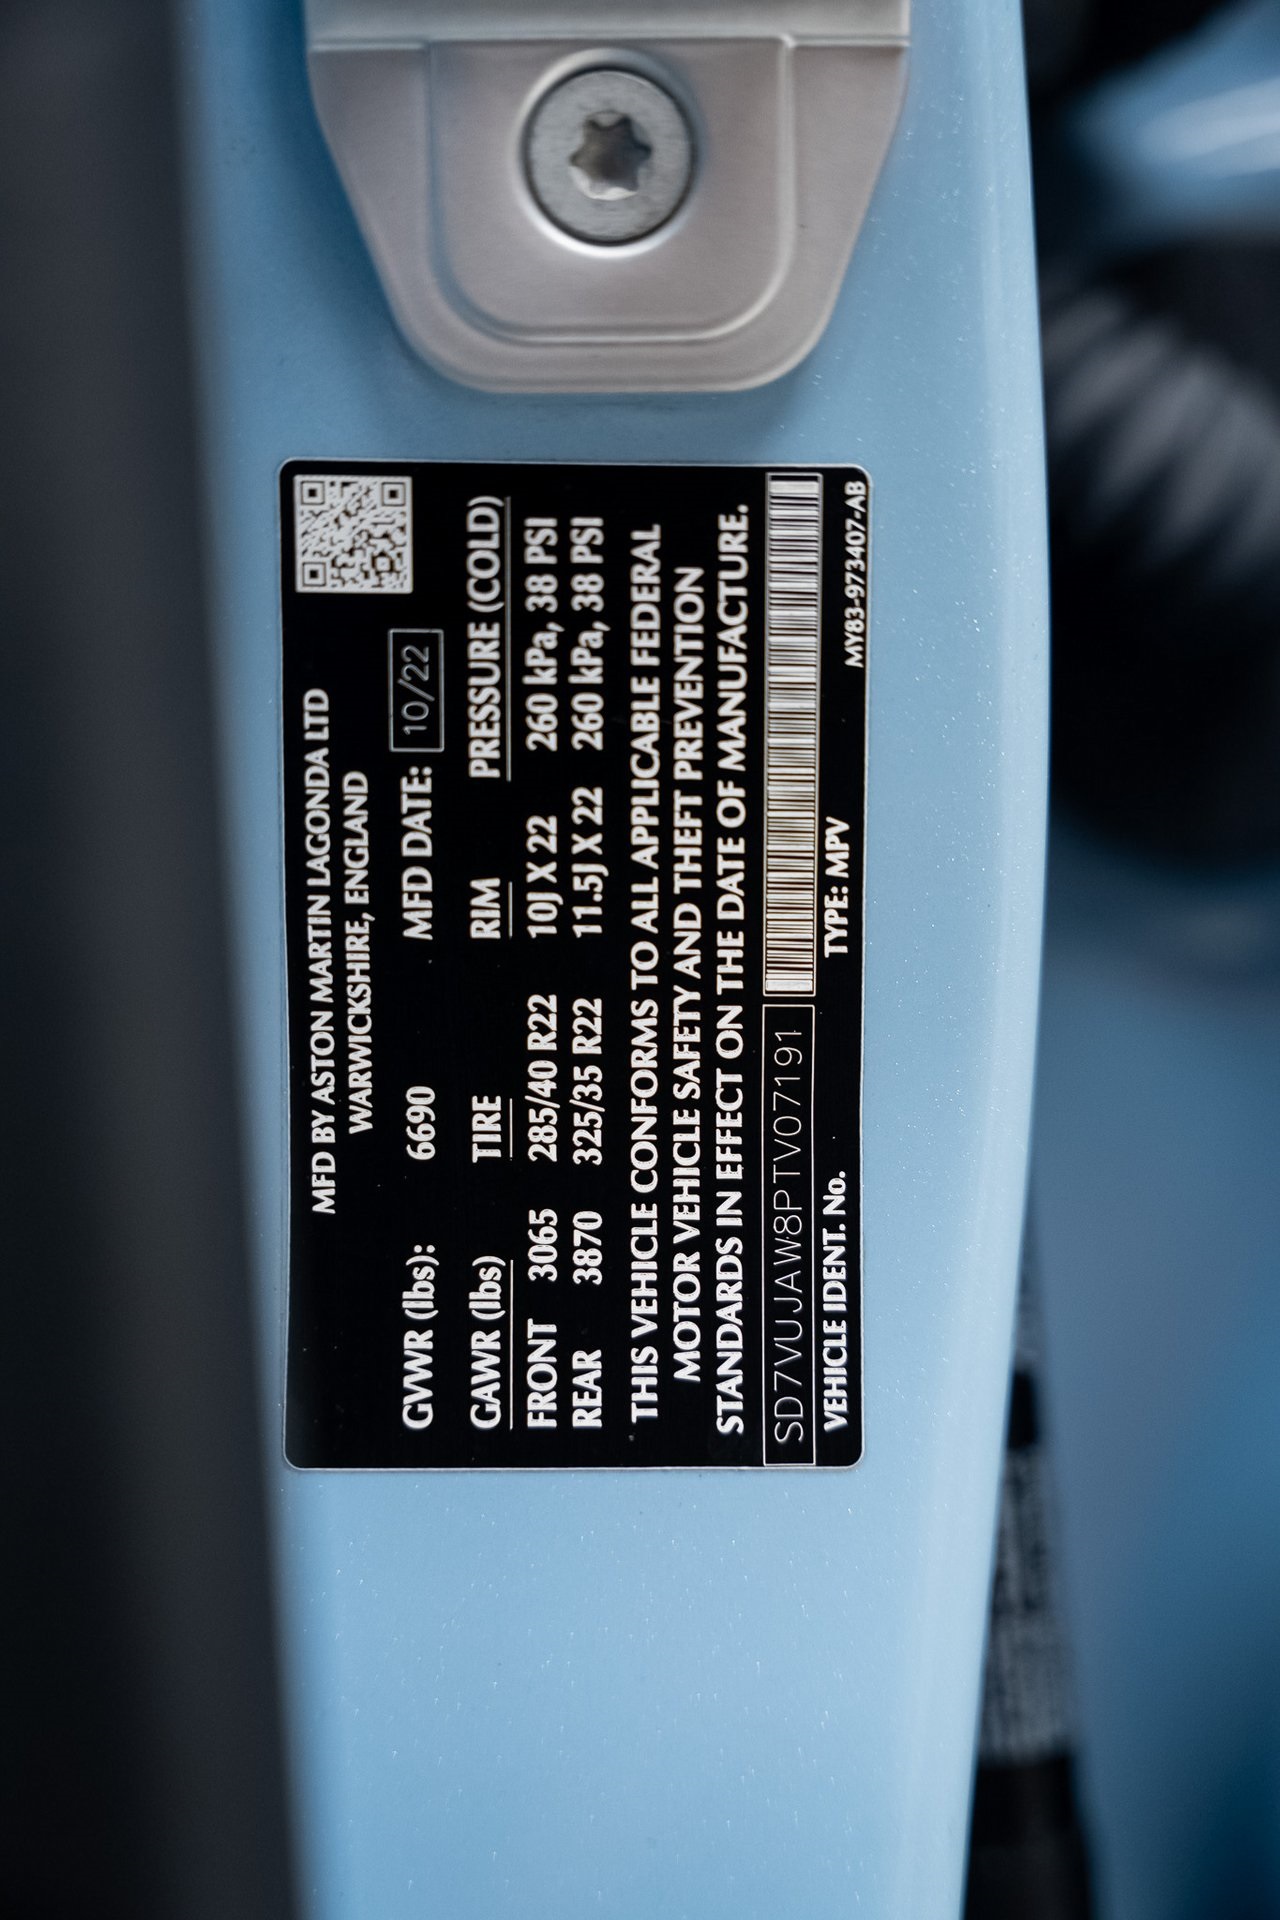 MFD BY ASTON MARTIN LAGONDA LTD
WARWICKSHIRE, ENGLAND
GVWR (lbs): 6690 MFD DATE: 10/22
GAWR (lbs) TIRE RIM PRESSURE (COLD)
FRONT 3065 285/40 R22 10J X 22 260 kPa, 38 PSI
REAR 3870 325/35 R22 11.5J X 22 260 kPa, 38 PSI
THIS VEHICLE CONFORMS TO ALL APPLICABLE FEDERAL
MOTOR VEHICLE SAFETY AND THEFT PREVENTION
STANDARDS IN EFFECT ON THE DATE OF MANUFACTURE.
SD7VUJAW8PTV07191
VEHICLE IDENT. No. TYPE: MPV MY83-973407-AB